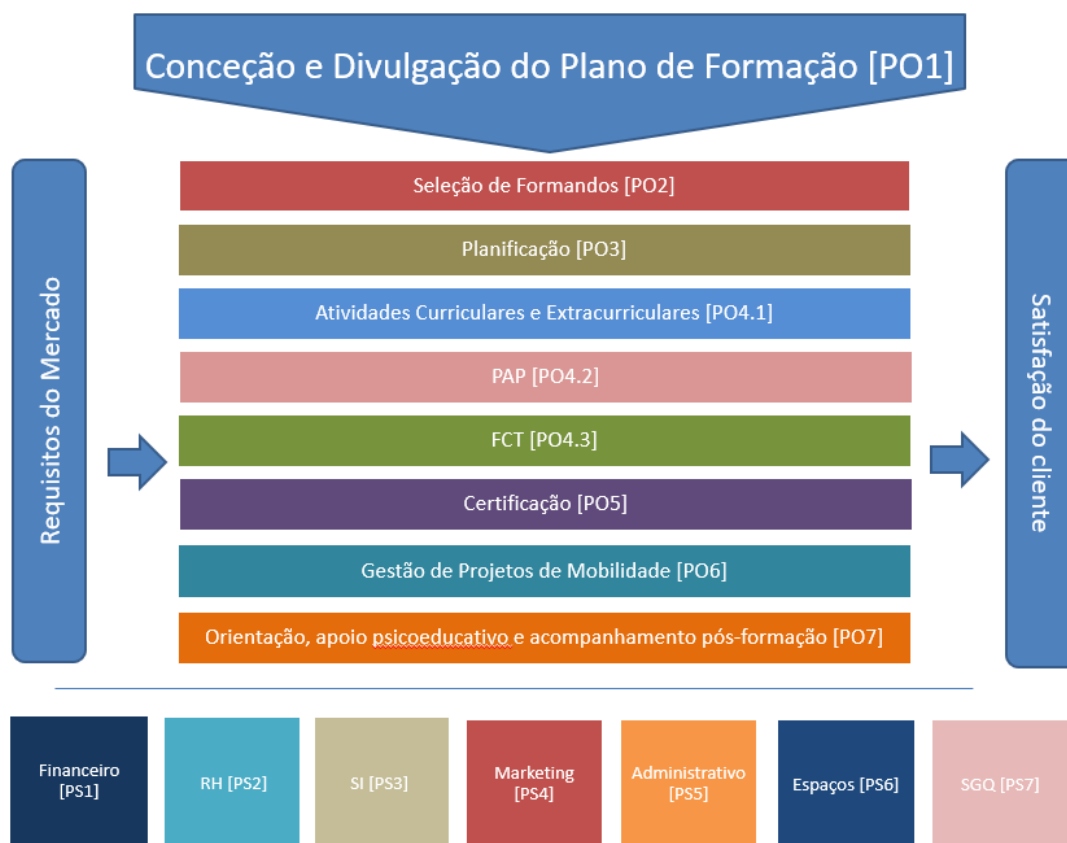 Conceção e Divulgação do Plano de Formação [PO1]
Requisitos do Mercado
Seleção de Formandos [PO2]
Planificação [PO3]
Atividades Curriculares e Extracurriculares [PO4.1]
PAP [PO4.2]
FCT [PO4.3]
Certificação [PO5]
Gestão de Projetos de Mobilidade [PO6]
Orientação, apoio psicoeducativo e acompanhamento pós-formação [PO7]
Satisfação do cliente
Financeiro
[PS1]
RH [PS2]
SI [PS3]
Marketing
[PS4]
Administrativo
[PS5]
Espaços [PS6]
SGQ [PS7]